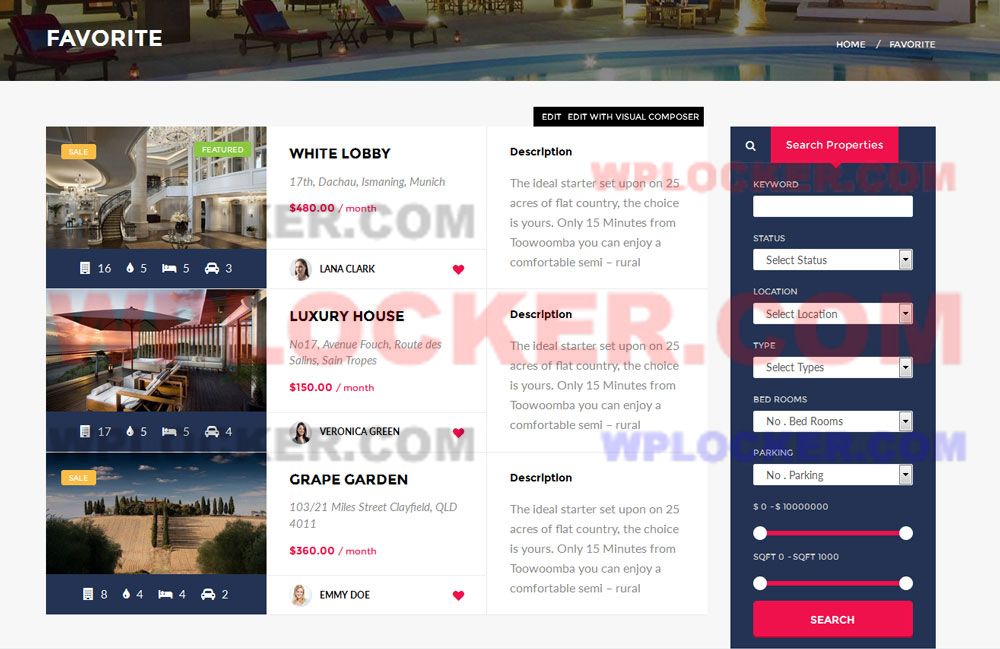 FAVORITE
HOME / FAVORITE
EDIT EDIT WITH VISUAL COMPOSER
SALE
FEATURED
WHITE LOBBY
17th, Dachau, Ismaning, Munich
$480.00 / month
16 5 5 3
LANA CLARK
Description
The ideal starter set upon on 25
acres of flat country, the choice
is yours. Only 15 Minutes from
Toowoomba you can enjoy a
comfortable semi – rural
LUXURY HOUSE
No17, Avenue Fouch, Route des
Salins, Sain Tropes
$150.00 / month
17 5 5 4
VERONICA GREEN
Description
The ideal starter set upon on 25
acres of flat country, the choice
is yours. Only 15 Minutes from
Toowoomba you can enjoy a
comfortable semi – rural
SALE
GRAPE GARDEN
103/21 Miles Street Clayfield, QLD
4011
$360.00 / month
8 4 4 2
EMMY DOE
Description
The ideal starter set upon on 25
acres of flat country, the choice
is yours. Only 15 Minutes from
Toowoomba you can enjoy a
comfortable semi – rural
Search Properties
KEYWORD
STATUS
Select Status
LOCATION
Select Location
TYPE
Select Types
BED ROOMS
No . Bed Rooms
PARKING
No . Parking
$ 0 - $ 10000000
SQFT 0 - SQFT 1000
SEARCH
WPLOCKER.COM
WPLOCKER.COM
WPLOCKER.COM
WPLOCKER.COM
WPLOCKER.COM